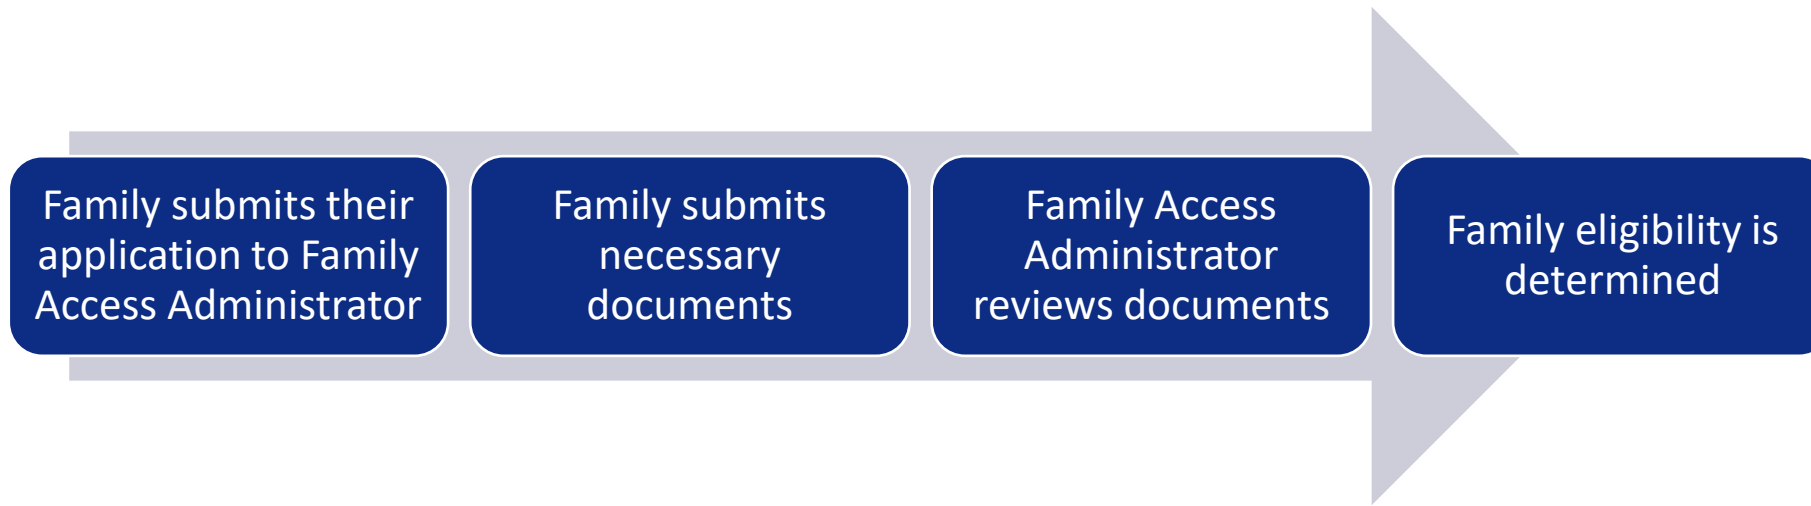 Family submits their
application to Family
Access Administrator
Family submits
necessary
documents
Family Access
Administrator
reviews documents
Family eligibility is
determined